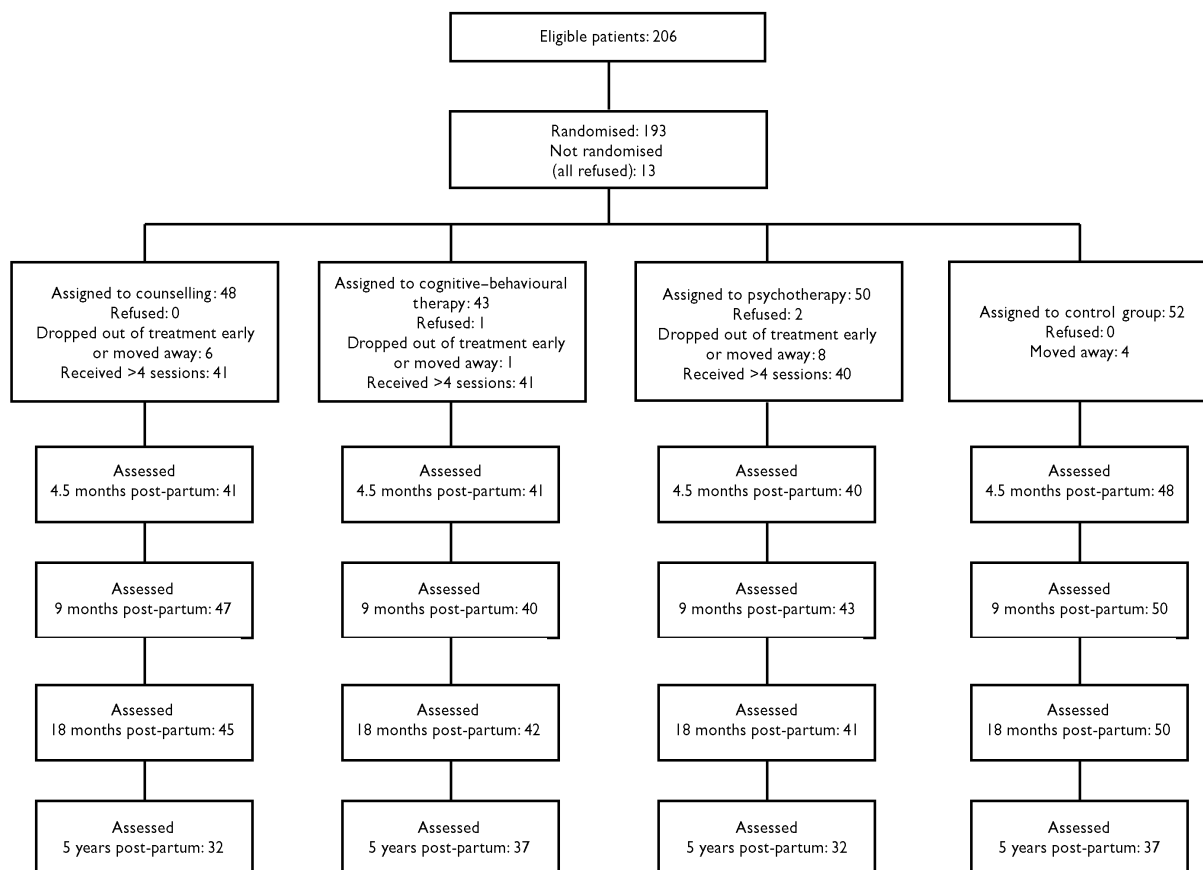 Eligible patients: 206
Randomised: 193
Not randomised
(all refused): 13
Assigned to counselling: 48
Refused: 0
Dropped out of treatment early
or moved away: 6
Received >4 sessions: 41
Assigned to cognitive–behavioural
therapy: 43
Refused: 1
Dropped out of treatment early
or moved away: 1
Received >4 sessions: 41
Assigned to psychotherapy: 50
Refused: 2
Dropped out of treatment early
or moved away: 8
Received >4 sessions: 40
Assigned to control group: 52
Refused: 0
Moved away: 4
Assessed
4.5 months post-partum: 41
Assessed
4.5 months post-partum: 41
Assessed
4.5 months post-partum: 40
Assessed
4.5 months post-partum: 48
Assessed
9 months post-partum: 47
Assessed
9 months post-partum: 40
Assessed
9 months post-partum: 43
Assessed
9 months post-partum: 50
Assessed
18 months post-partum: 45
Assessed
18 months post-partum: 42
Assessed
18 months post-partum: 41
Assessed
18 months post-partum: 50
Assessed
5 years post-partum: 32
Assessed
5 years post-partum: 37
Assessed
5 years post-partum: 32
Assessed
5 years post-partum: 37